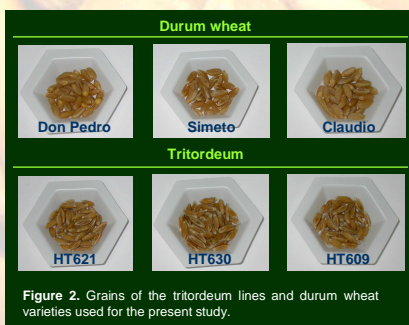 Durum wheat
Don Pedro Simeto Claudio
Tritordeum
HT621 HT630 HT609
Figure 2. Grains of the tritordeum lines and durum wheat
varieties used for the present study.